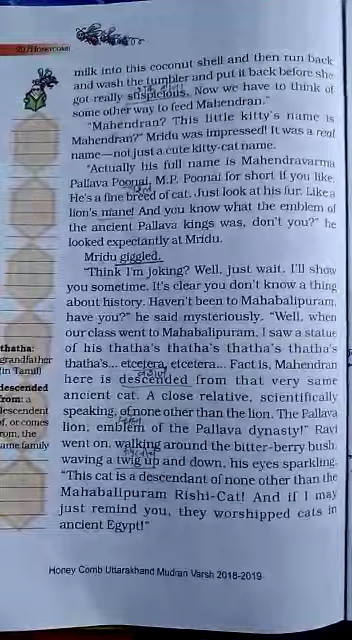 20/HONEYCOMB
milk into this coconut shell and then run back
and wash the tumbler and put it back before she
got really suspicious. Now we have to think of
some other way to feed Mahendran."
"Mahendran? This little kitty's name is
Mahendran?" Mridu was impressed! It was a real
name—not just a cute kitty-cat name.
"Actually his full name is Mahendravarma
Pallava Poonai. M.P. Poonai for short if you like.
He's a fine breed of cat. Just look at his fur. Like a
lion's mane! And you know what the emblem of
the ancient Pallava kings was, don't you?" he
looked expectantly at Mridu.
Mridu giggled.
"Think I'm joking? Well, just wait. I'll show
you sometime. It's clear you don't know a thing
about history. Haven't been to Mahabalipuram,
have you?" he said mysteriously. "Well, when
our class went to Mahabalipuram, I saw a statue
of his thatha's thatha's thatha's thatha's
thatha's... etcetera, etcetera... Fact is, Mahendran
here is descended from that very same
ancient cat. A close relative, scientifically
speaking, of none other than the lion. The Pallava
lion, emblem of the Pallava dynasty!" Ravi
went on, walking around the bitter-berry bush,
waving a twig up and down, his eyes sparkling.
"This cat is a descendant of none other than the
Mahabalipuram Rishi-Cat! And if I may
just remind you, they worshipped cats in
ancient Egypt!"
thatha:
grandfather
(in Tamil)
descended
from: a
descendent
of, or comes
from, the
same family
Honey Comb Uttarakhand Mudran Varsh 2018-2019